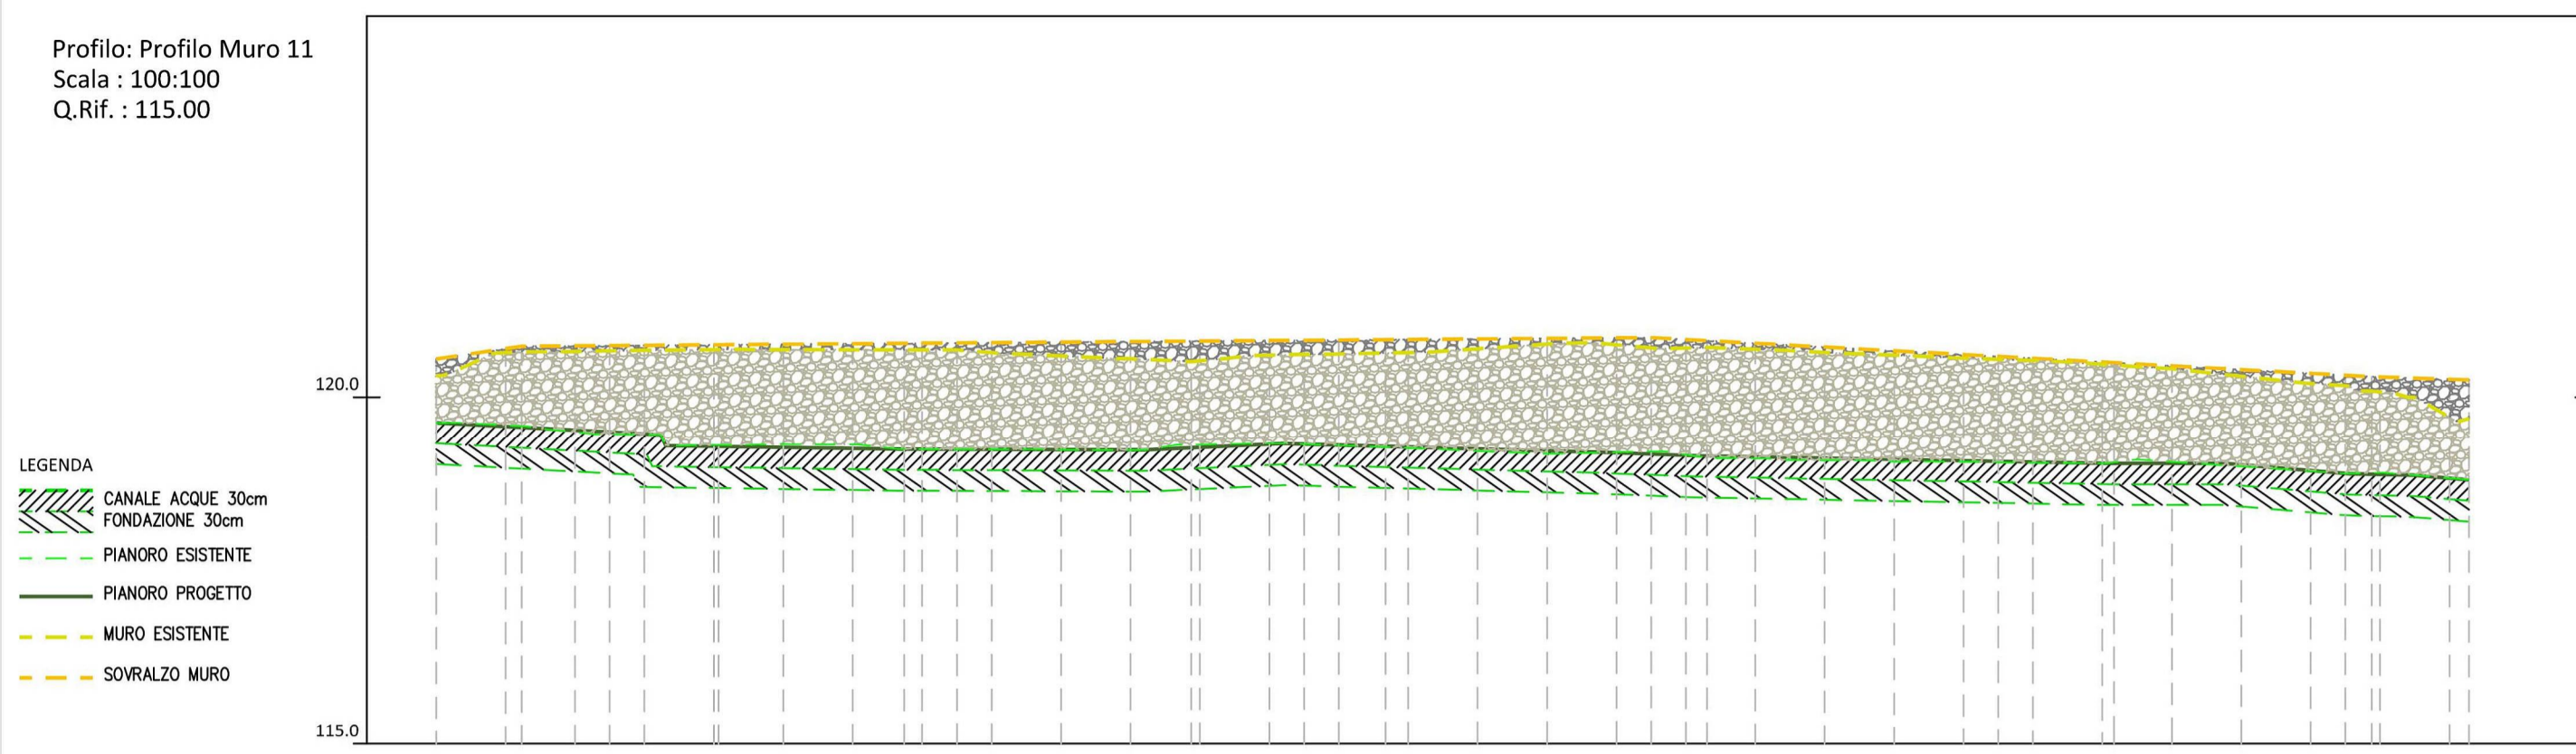 Profilo: Profilo Muro 11
Scala : 100:100
Q.Rif. : 115.00
120.0
115.0
LEGENDA
CANALE ACQUE 30cm
FONDAZIONE 30cm
PIANORO ESISTENTE
PIANORO PROGETTO
MURO ESISTENTE
SOVRALZO MURO